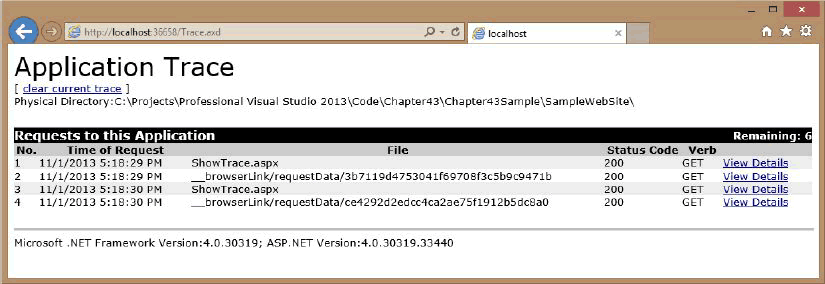 http://localhost:36658/Trace.axd
localhost
Application Trace
[ clear current trace ]
Physical Directory:C:\Projects\Professional Visual Studio 2013\Code\Chapter43\Chapter43Sample\SampleWebSite\
Requests to this Application Remaining: 6
No. Time of Request File Status Code Verb
1 11/1/2013 5:18:29 PM ShowTrace.aspx 200 GET View Details
2 11/1/2013 5:18:29 PM __browserLink/requestData/3b7119d4753041f69708f3c5b9c9471b 200 GET View Details
3 11/1/2013 5:18:30 PM ShowTrace.aspx 200 GET View Details
4 11/1/2013 5:18:30 PM __browserLink/requestData/ce4292d2edcc4ca2ae75f1912b5dc8a0 200 GET View Details
Microsoft .NET Framework Version:4.0.30319; ASP.NET Version:4.0.30319.33440